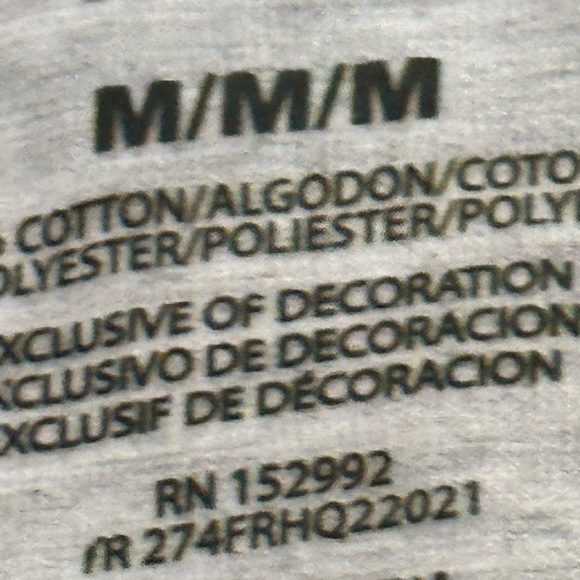 M/M/M
COTTON/ALGODON/COTO
OLYESTER/POLIESTER/POLY
XCLUSIVE OF DECORATION
XCLUSIVO DE DECORACION
XCLUSIF DE DÉCORACION
RN 152992
/R 274FRHQ22021